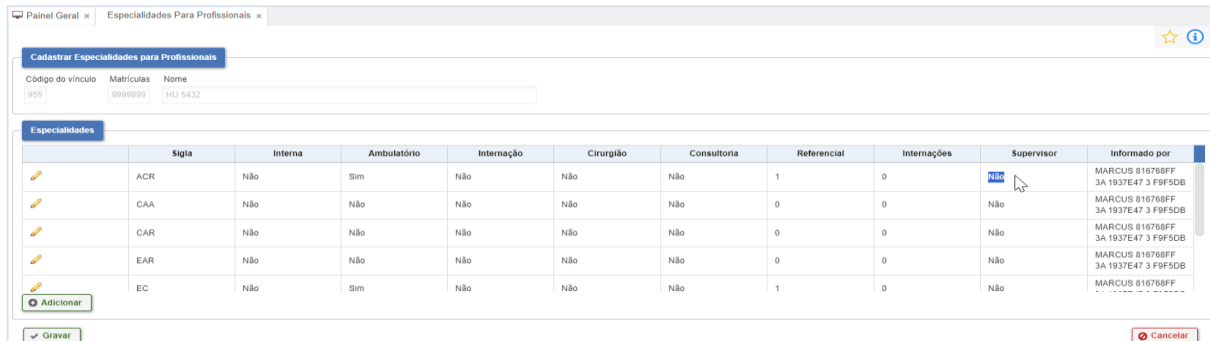 Painel Geral
Especialidades Para Profissionais
Cadastrar Especialidades para Profissionais
Código do vínculo Matrículas Nome
955 9999999 HU 5432
Especialidades
Sigla Interna Ambulatório Internação Cirurgião Consultoria Referencial Internações Supervisor Informado por
ACR Não Sim Não Não Não 1 0 Não MARCUS 816768FF
3A 1937E47 3 F9F5DB
CAA Não Não Não Não Não 0 0 Não MARCUS 816768FF
3A 1937E47 3 F9F5DB
CAR Não Não Não Não Não 0 0 Não MARCUS 816768FF
3A 1937E47 3 F9F5DB
EAR Não Não Não Não Não 0 0 Não MARCUS 816768FF
3A 1937E47 3 F9F5DB
EC Não Sim Não Não Não 1 0 Não MARCUS 816768FF
Adicionar
Gravar Cancelar